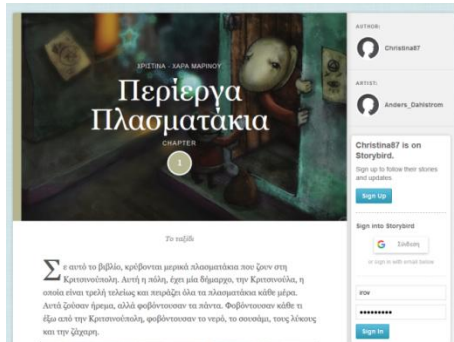 ΧΡΙΣΤΙΝΑ - ΧΑΡΑ ΜΑΡΙΝΟΥ
Περίεργα
Πλασματάκια
CHAPTER
1
Το ταξίδι
Σε αυτό το βιβλίο, κρύβονται μερικά πλασματάκια που ζουν στη
Κριτσινούπολη. Αυτή η πόλη, έχει μία δήμαρχο, την Κριτσινούλα, η
οποία είναι τρελή τελείως και πειράζει όλα τα πλασματάκια κάθε μέρα.
Αυτά ζούσαν ήρεμα, αλλά φοβόντουσαν τα πάντα. Φοβόντουσαν κάθε τι
έξω από την Κριτσινούπολη, φοβόντουσαν το νερό, το σουσάμι, τους λύκους
και την ζάχαρη.
AUTHOR:
Christina87
ARTIST:
Anders_Dahlstrom
Christina87 is on
Storybird.
Sign up to follow their stories
and updates
Sign Up
Sign into Storybird
Σύνδεση
or sign in with email below
irov
•••••••••
Sign In